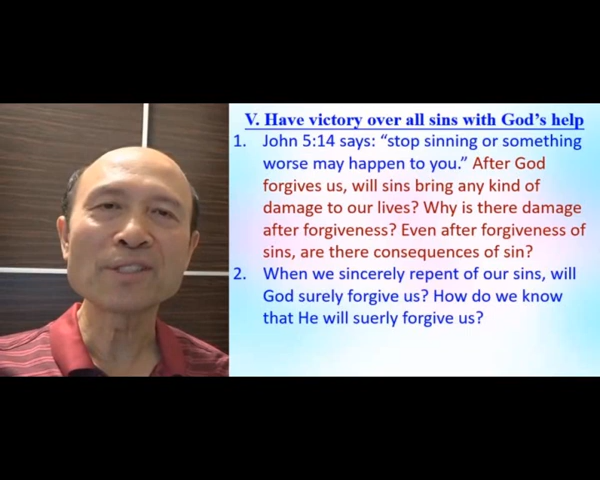 V. Have victory over all sins with God's help
1. John 5:14 says: “stop sinning or something
worse may happen to you.” After God
forgives us, will sins bring any kind of
damage to our lives? Why is there damage
after forgiveness? Even after forgiveness of
sins, are there consequences of sin?
2. When we sincerely repent of our sins, will
God surely forgive us? How do we know
that He will suerly forgive us?